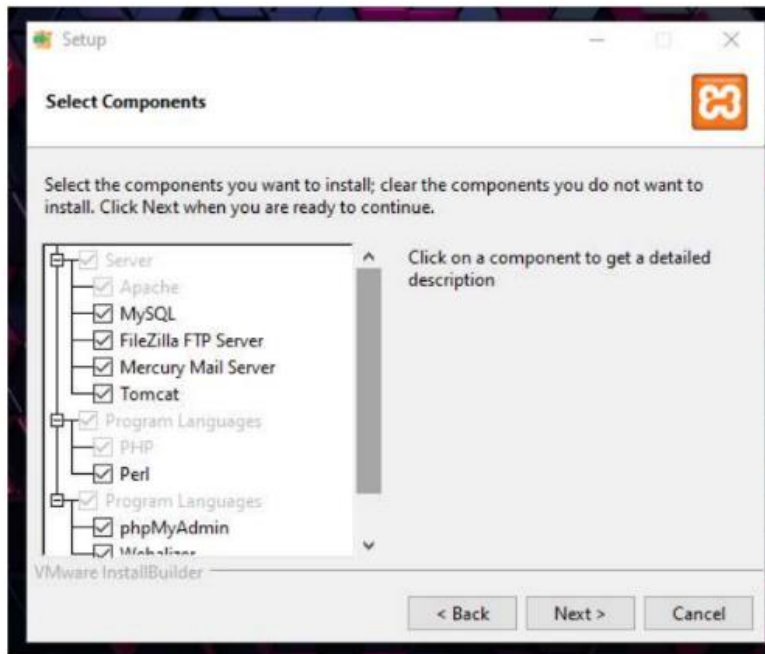 Setup
Select Components
Select the components you want to install; clear the components you do not want to
install. Click Next when you are ready to continue.
Server
Apache
MySQL
FileZilla FTP Server
Mercury Mail Server
Tomcat
Program Languages
PHP
Perl
Program Languages
phpMyAdmin
Webalizer
Click on a component to get a detailed
description
VMware InstallBuilder
< Back
Next >
Cancel